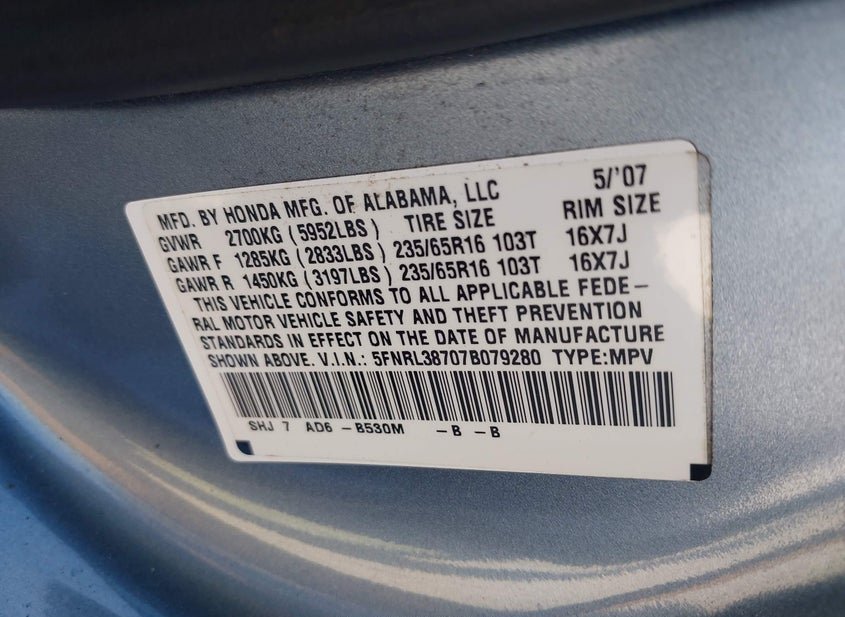 MFD. BY HONDA MFG. OF ALABAMA, LLC 5/'07
GVWR 2700KG (5952LBS) TIRE SIZE RIM SIZE
GAWR F 1285KG (2833LBS) 235/65R16 103T 16X7J
GAWR R 1450KG (3197LBS) 235/65R16 103T 16X7J
THIS VEHICLE CONFORMS TO ALL APPLICABLE FEDE-
RAL MOTOR VEHICLE SAFETY AND THEFT PREVENTION
STANDARDS IN EFFECT ON THE DATE OF MANUFACTURE
SHOWN ABOVE. V.I.N.: 5FNRL38707B079280 TYPE:MPV
SHJ 7 AD6 -B530M -B -B